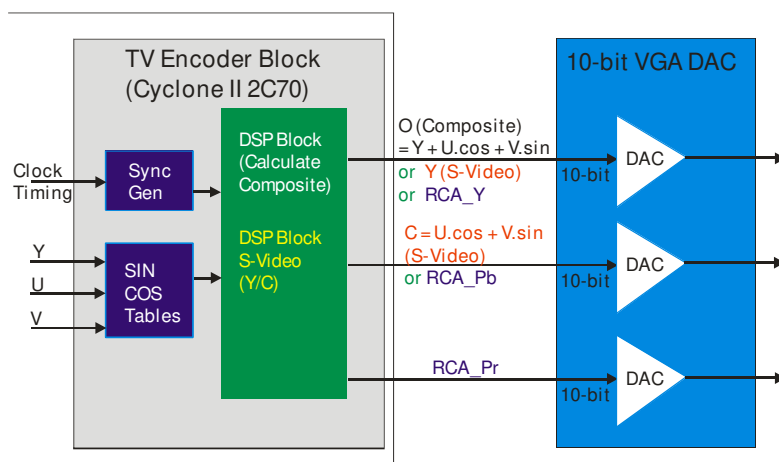 TV Encoder Block
(Cyclone II 2C70)
10-bit VGA DAC
Clock
Timing
Sync
Gen
Y
U
V
SIN
COS
Tables
DSP Block
(Calculate
Composite)
DSP Block
S-Video
(Y/C)
O (Composite)
= Y + U.cos + V.sin
or Y (S-Video)
or RCA_Y
10-bit
DAC
C = U.cos + V.sin
(S-Video)
or RCA_Pb
10-bit
DAC
RCA_Pr
10-bit
DAC